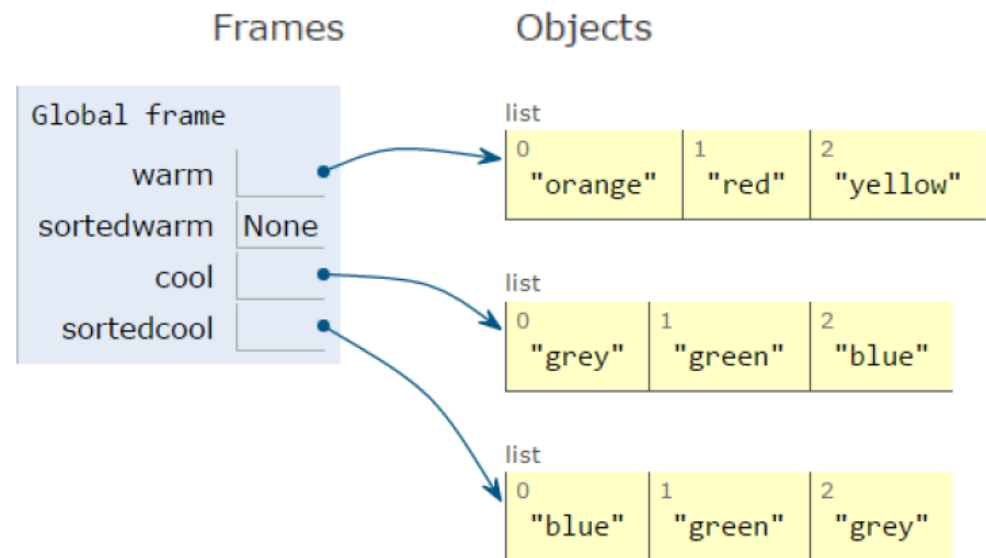 Frames Objects
Global frame
warm
sortedwarm None
cool
sortedcool
list
0 1 2
"orange" "red" "yellow"
list
0 1 2
"grey" "green" "blue"
list
0 1 2
"blue" "green" "grey"